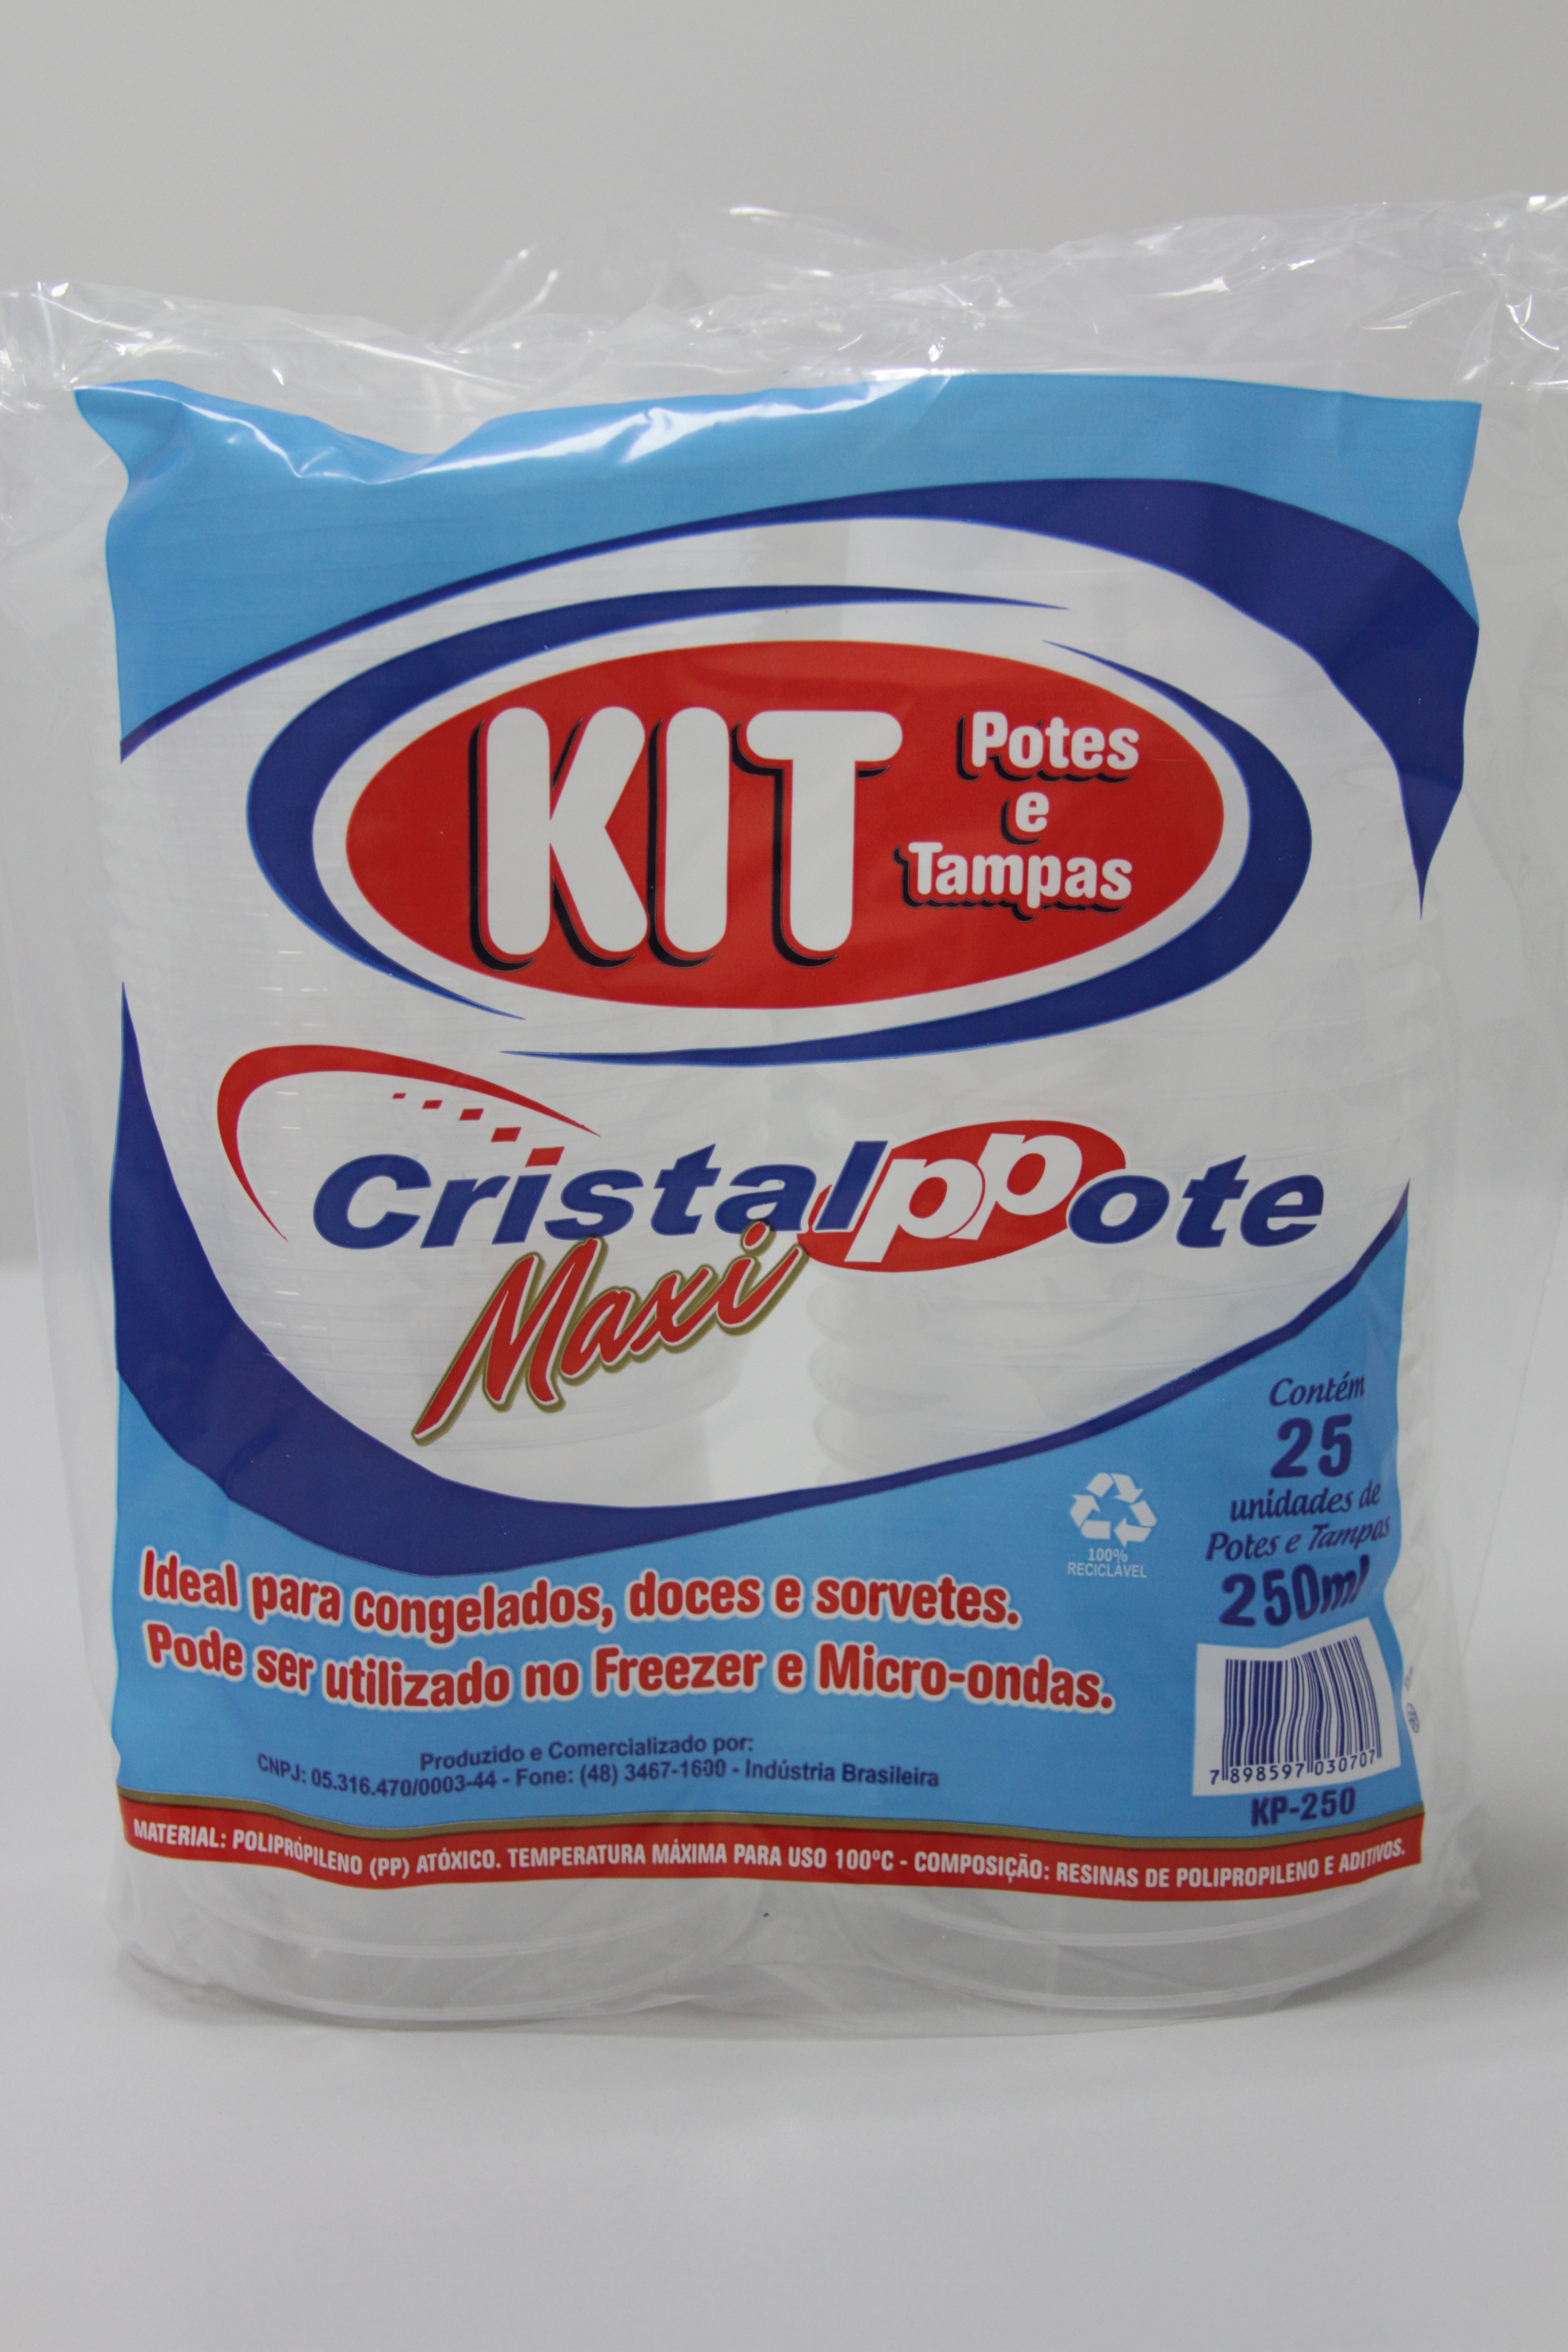 KIT
Potes
e
Tampas
Cristalppote
Maxi
Contém
25
unidades de
Potes e Tampas
250ml
100%
RECICLÁVEL
Ideal para congelados, doces e sorvetes.
Pode ser utilizado no Freezer e Micro-ondas.
Produzido e Comercializado por:
CNPJ: 05.316.470/0003-44 - Fone: (48) 3467-1600 - Indústria Brasileira
7 898597 030707
KP-250
MATERIAL: POLIPRÓPILENO (PP) ATÓXICO. TEMPERATURA MÁXIMA PARA USO 100ºC - COMPOSIÇÃO: RESINAS DE POLIPROPILENO E ADITIVOS.